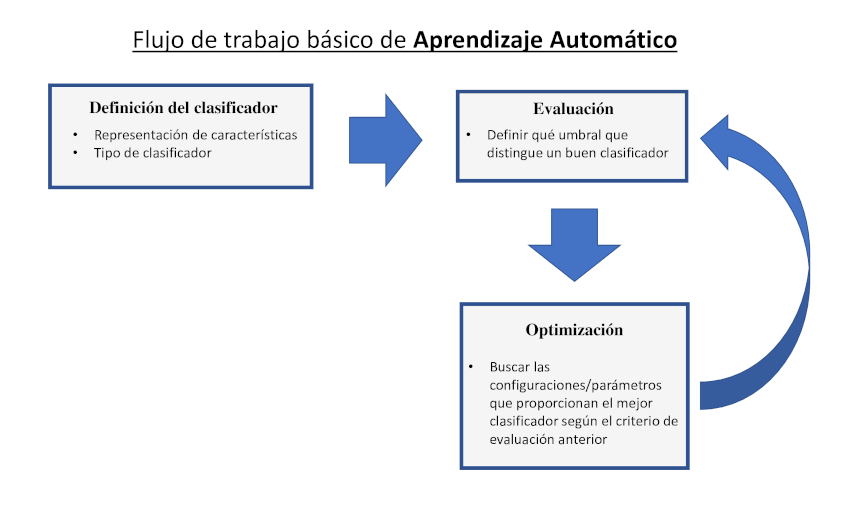 Flujo de trabajo básico de Aprendizaje Automático
Definición del clasificador
• Representación de características
• Tipo de clasificador
Evaluación
• Definir qué umbral que
distingue un buen clasificador
Optimización
• Buscar las
configuraciones/parámetros
que proporcionan el mejor
clasificador según el criterio de
evaluación anterior